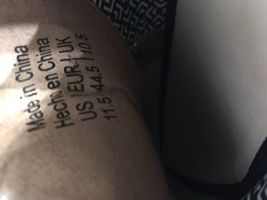 Made in China
Hecho en China
US | EUR | UK
11.5 44.5 10.5